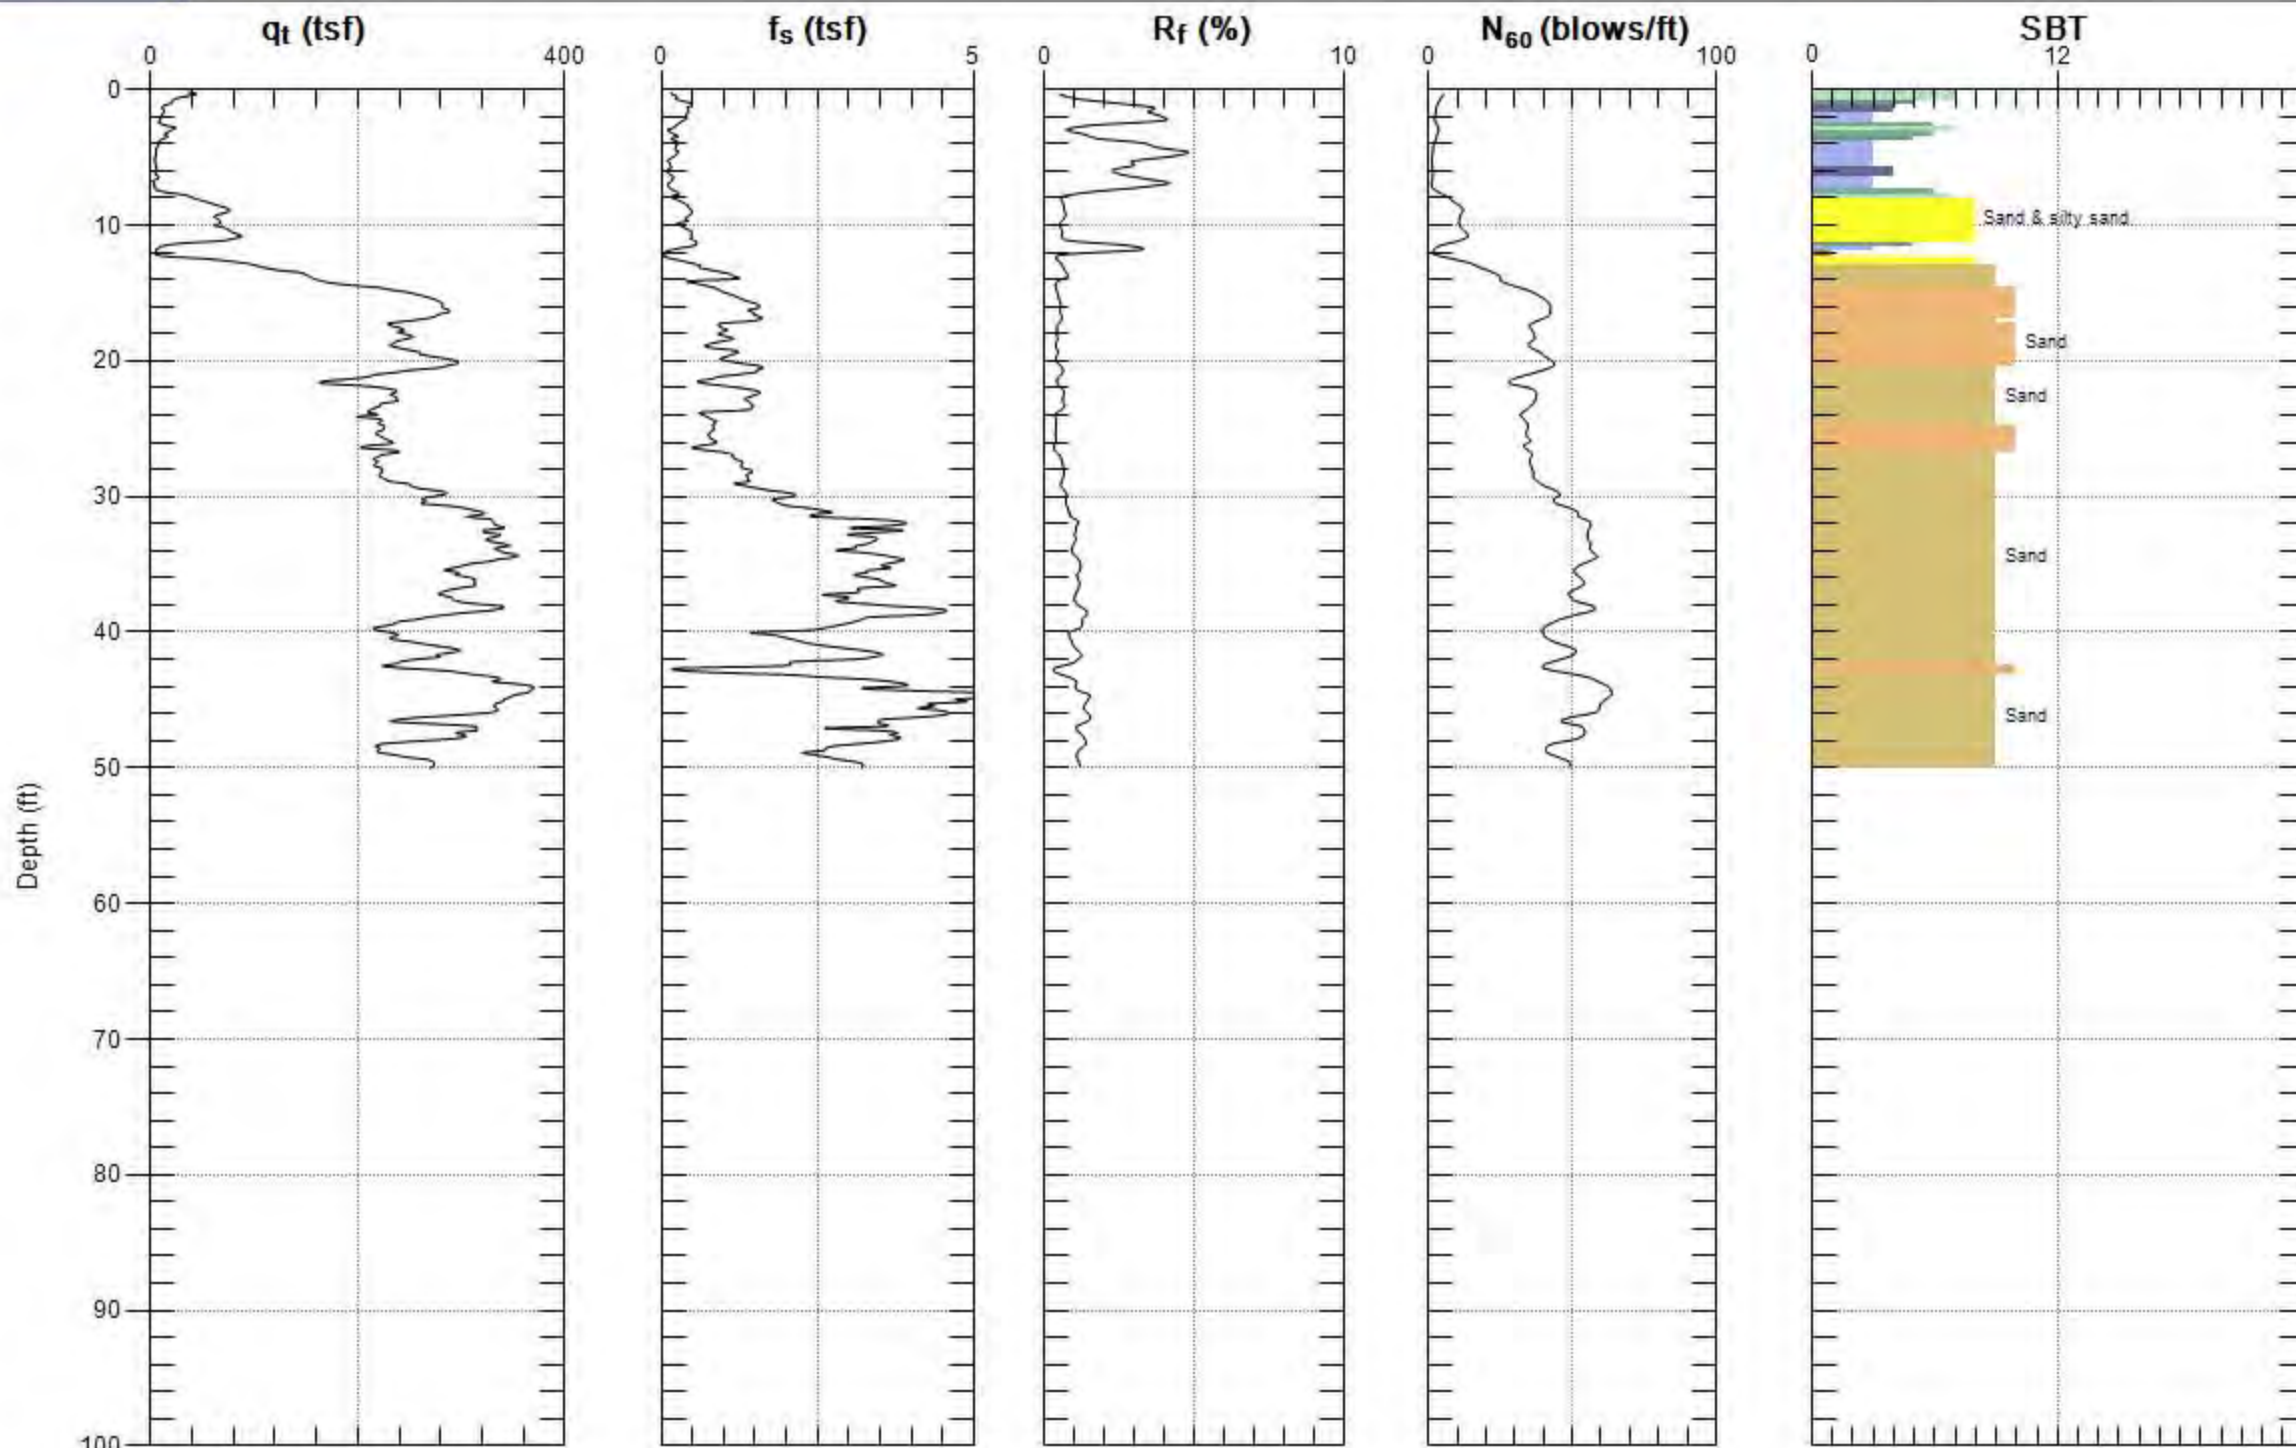 qt (tsf) fs (tsf) Rf (%) N60 (blows/ft) SBT
0 400 0 5 0 10 0 100 0 12
0
10
Sand & silty sand
Sand
20
Sand
30
Sand
40
Sand
50
Depth (ft)
60
70
80
90
100